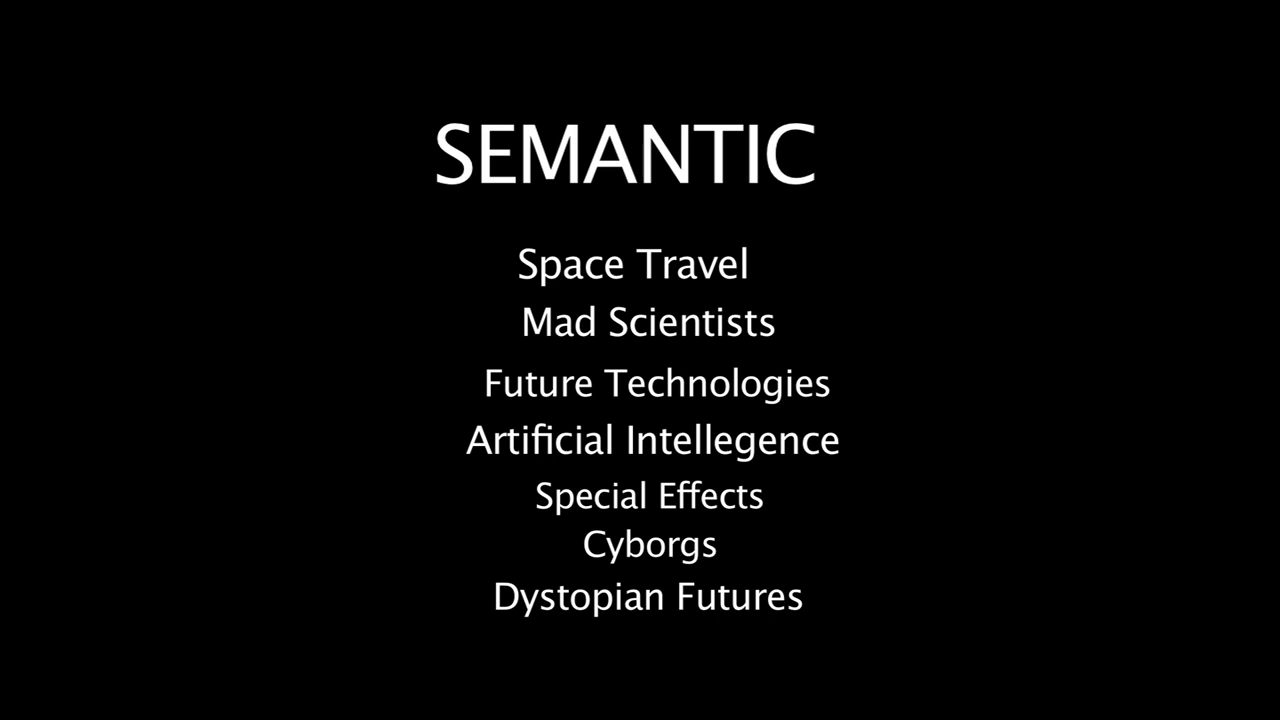 SEMANTIC
Space Travel
Mad Scientists
Future Technologies
Artificial Intellegence
Special Effects
Cyborgs
Dystopian Futures